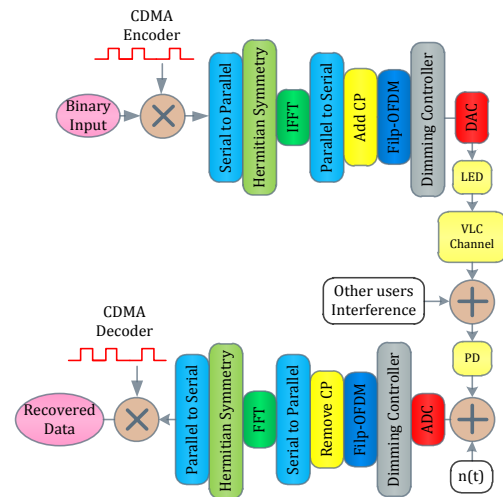 CDMA
Encoder
Binary
Input
Serial to Parallel
Hermitian Symmetry
IFFT
Parallel to Serial
Add CP
Filp-OFDM
Dimming Controller
DAC
LED
VLC
Channel
Other users
Interference
PD
CDMA
Decoder
Recovered
Data
Parallel to Serial
Hermitian Symmetry
FFT
Serial to Parallel
Remove CP
Filp-OFDM
Dimming Controller
ADC
n(t)